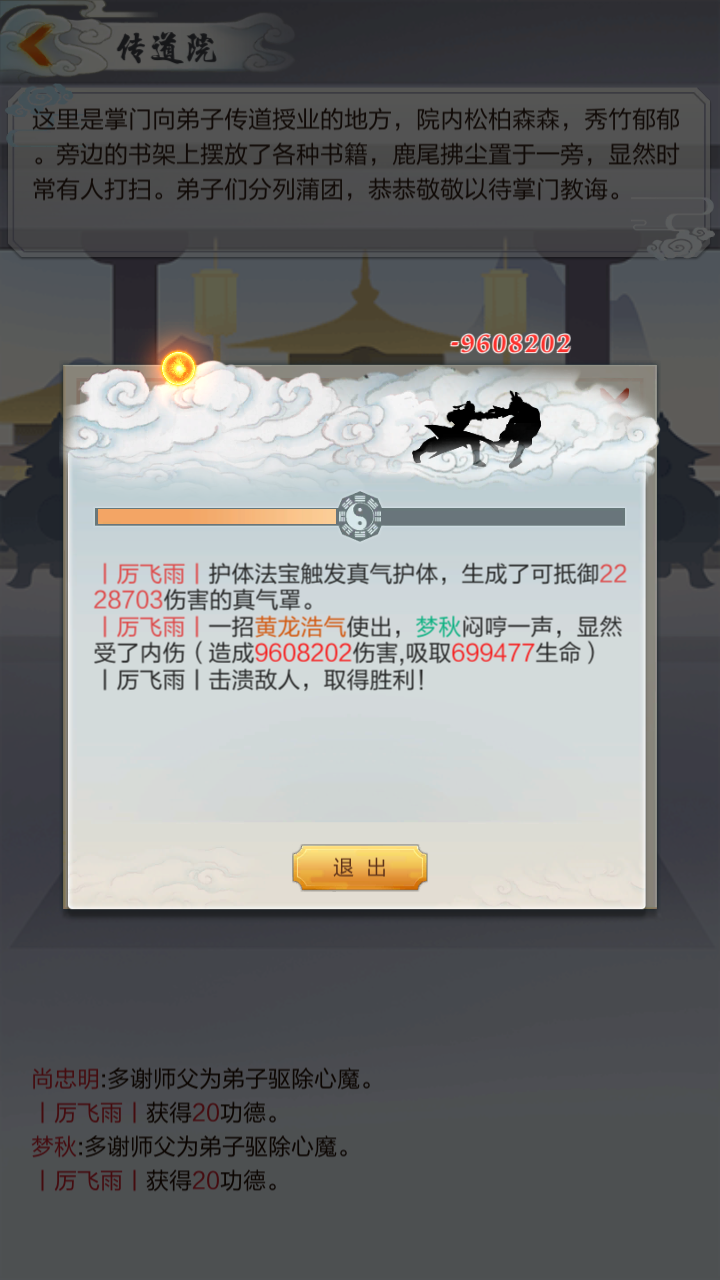 传道院
这里是掌门向弟子传道授业的地方，院内松柏森森，秀竹郁郁
。旁边的书架上摆放了各种书籍，鹿尾拂尘置于一旁，显然时
常有人打扫。弟子们分列蒲团，恭恭敬敬以待掌门教诲。
-9608202
丨厉飞雨丨护体法宝触发真气护体，生成了可抵御22
28703伤害的真气罩。
丨厉飞雨丨一招黄龙浩气使出，梦秋闷哼一声，显然
受了内伤（造成9608202伤害,吸取699477生命）
丨厉飞雨丨击溃敌人，取得胜利！
退出
尚忠明:多谢师父为弟子驱除心魔。
丨厉飞雨丨获得20功德。
梦秋:多谢师父为弟子驱除心魔。
丨厉飞雨丨获得20功德。